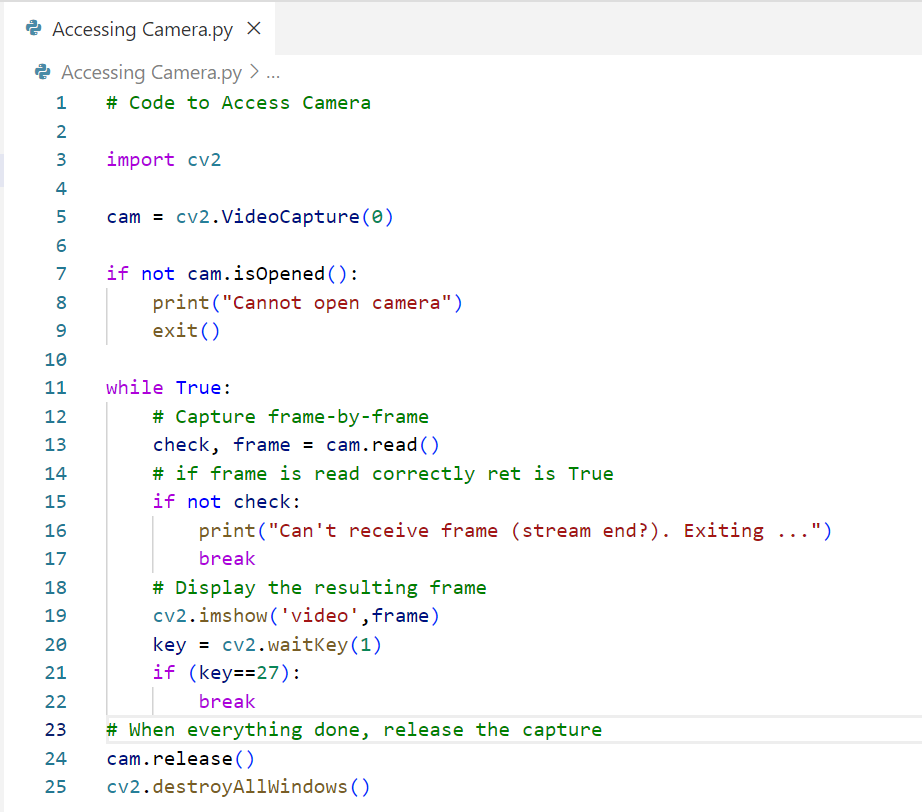 Accessing Camera.py ×
Accessing Camera.py > ...
1 # Code to Access Camera
2
3 import cv2
4
5 cam = cv2.VideoCapture(0)
6
7 if not cam.isOpened():
8     print("Cannot open camera")
9     exit()
10
11 while True:
12     # Capture frame-by-frame
13     check, frame = cam.read()
14     # if frame is read correctly ret is True
15     if not check:
16         print("Can't receive frame (stream end?). Exiting ...")
17         break
18     # Display the resulting frame
19     cv2.imshow('video',frame)
20     key = cv2.waitKey(1)
21     if (key==27):
22         break
23 # When everything done, release the capture
24 cam.release()
25 cv2.destroyAllWindows()